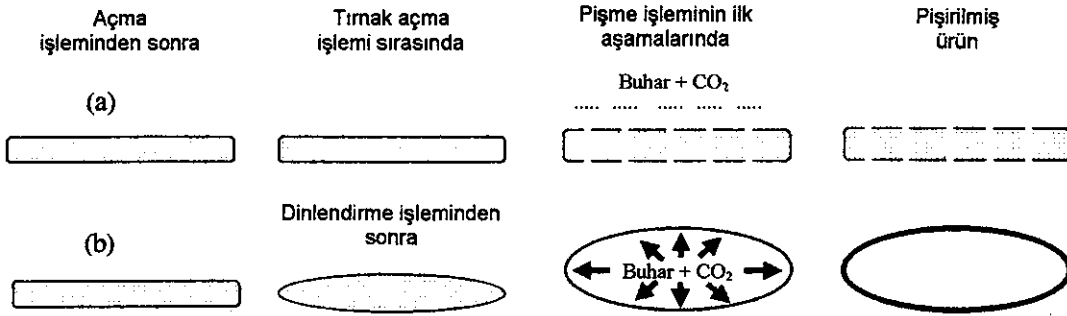 Açma
işleminden sonra
Tırnak açma
işlemi sırasında
Pişme işleminin ilk
aşamalarında
Pişirilmiş
ürün
(a)
Buhar + CO₂
(b)
Dinlendirme işleminden
sonra
Buhar + CO₂